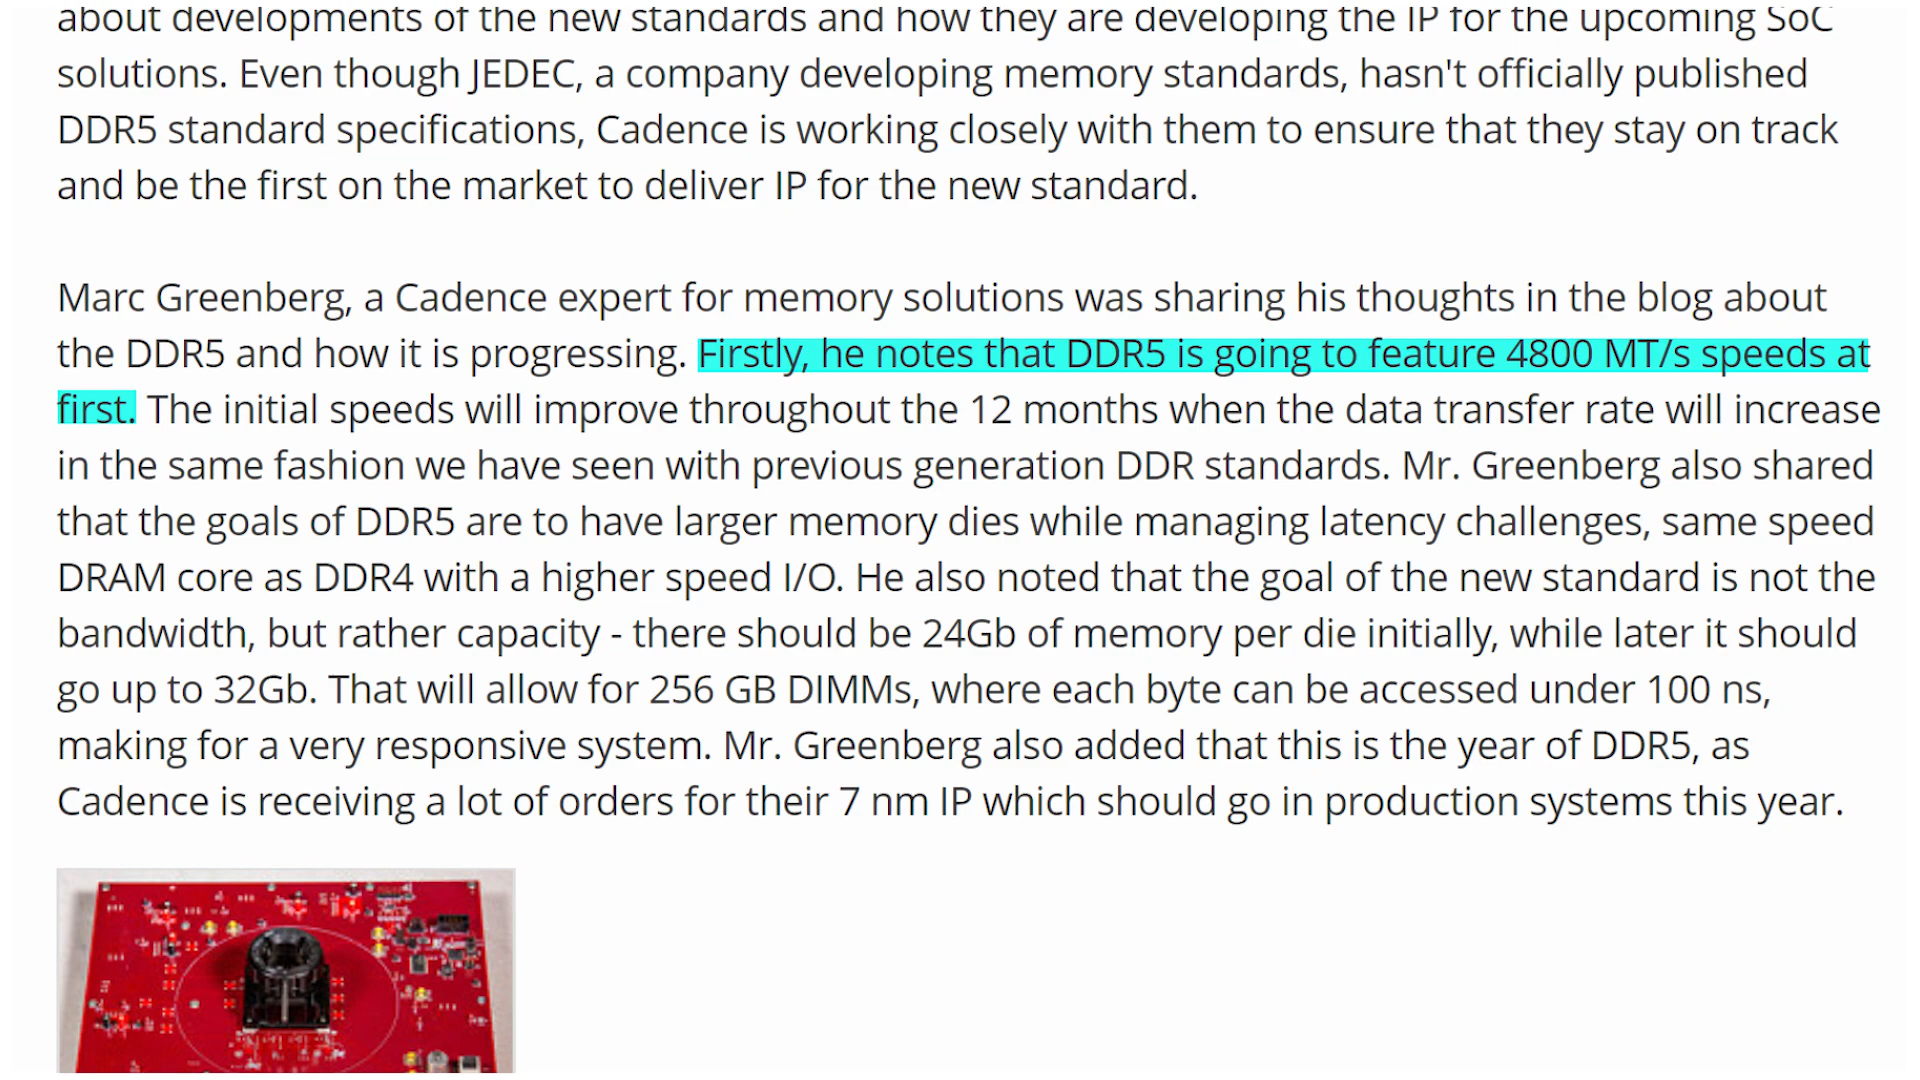 about developments of the new standards and how they are developing the IP for the upcoming SoC
solutions. Even though JEDEC, a company developing memory standards, hasn't officially published
DDR5 standard specifications, Cadence is working closely with them to ensure that they stay on track
and be the first on the market to deliver IP for the new standard.
Marc Greenberg, a Cadence expert for memory solutions was sharing his thoughts in the blog about
the DDR5 and how it is progressing. Firstly, he notes that DDR5 is going to feature 4800 MT/s speeds at
first. The initial speeds will improve throughout the 12 months when the data transfer rate will increase
in the same fashion we have seen with previous generation DDR standards. Mr. Greenberg also shared
that the goals of DDR5 are to have larger memory dies while managing latency challenges, same speed
DRAM core as DDR4 with a higher speed I/O. He also noted that the goal of the new standard is not the
bandwidth, but rather capacity - there should be 24Gb of memory per die initially, while later it should
go up to 32Gb. That will allow for 256 GB DIMMs, where each byte can be accessed under 100 ns,
making for a very responsive system. Mr. Greenberg also added that this is the year of DDR5, as
Cadence is receiving a lot of orders for their 7 nm IP which should go in production systems this year.